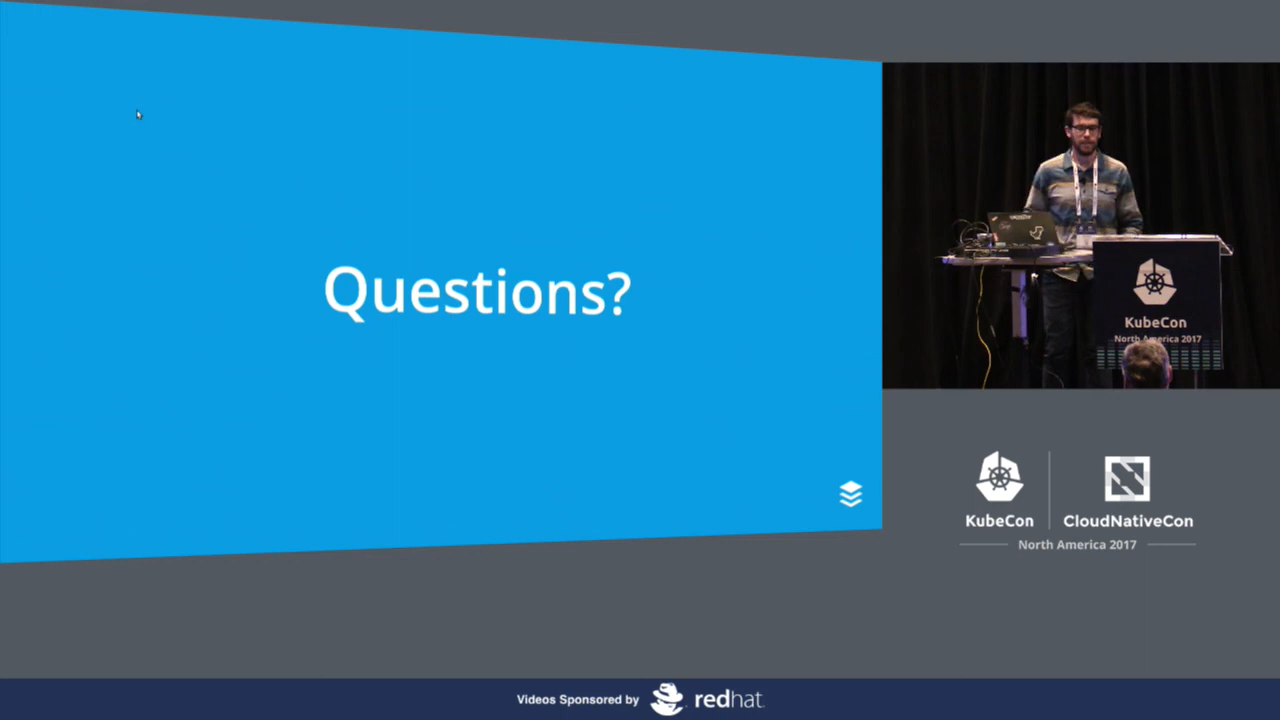 Questions?
KubeCon
North America 2017
KubeCon
CloudNativeCon
North America 2017
Videos Sponsored by
redhat.